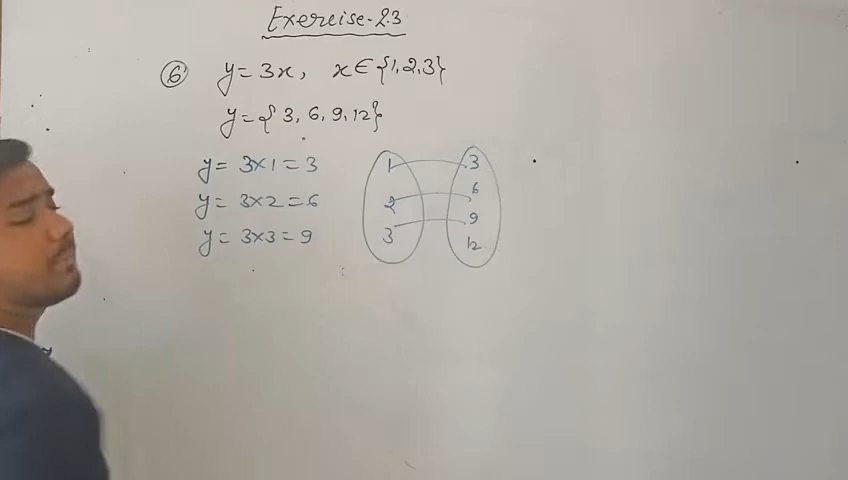 Exercise-2.3
6 y = 3x, x ∈ {1,2,3}
y = { 3, 6, 9, 12}
y = 3×1 = 3
y = 3×2 = 6
y = 3×3 = 9
1 3
2 6
3 9
12